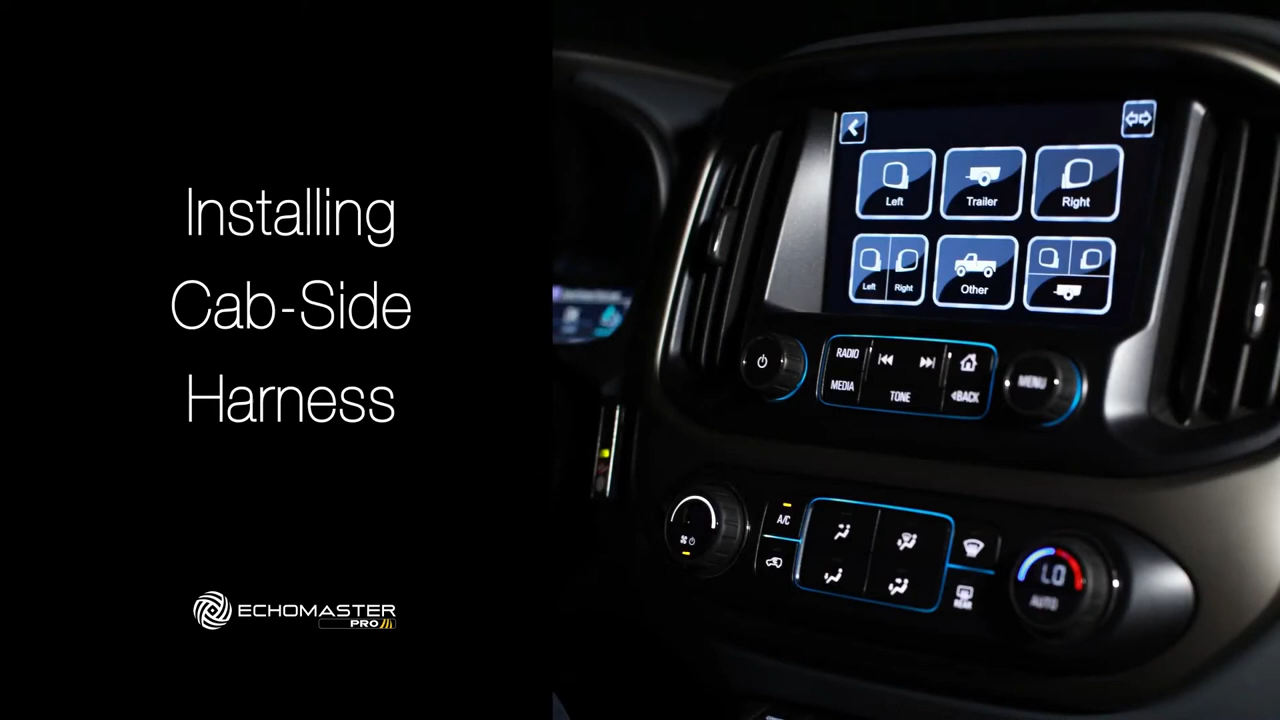 Installing
Cab-Side
Harness
ECHOMASTER
PRO
Left
Trailer
Right
Left
Right
Other
RADIO
MEDIA
TONE
BACK
MENU
A/C
LO
AUTO
REAR